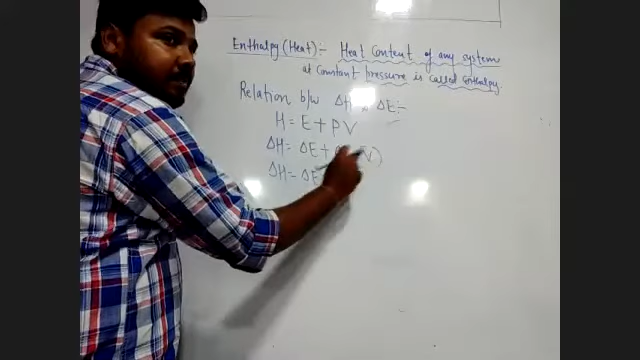 Enthalpy (Heat):- Heat Content of any system
at Constant pressure is called Enthalpy.
Relation b/w ΔH & ΔE:-
H = E + PV
ΔH = ΔE + V)
ΔH = ΔE